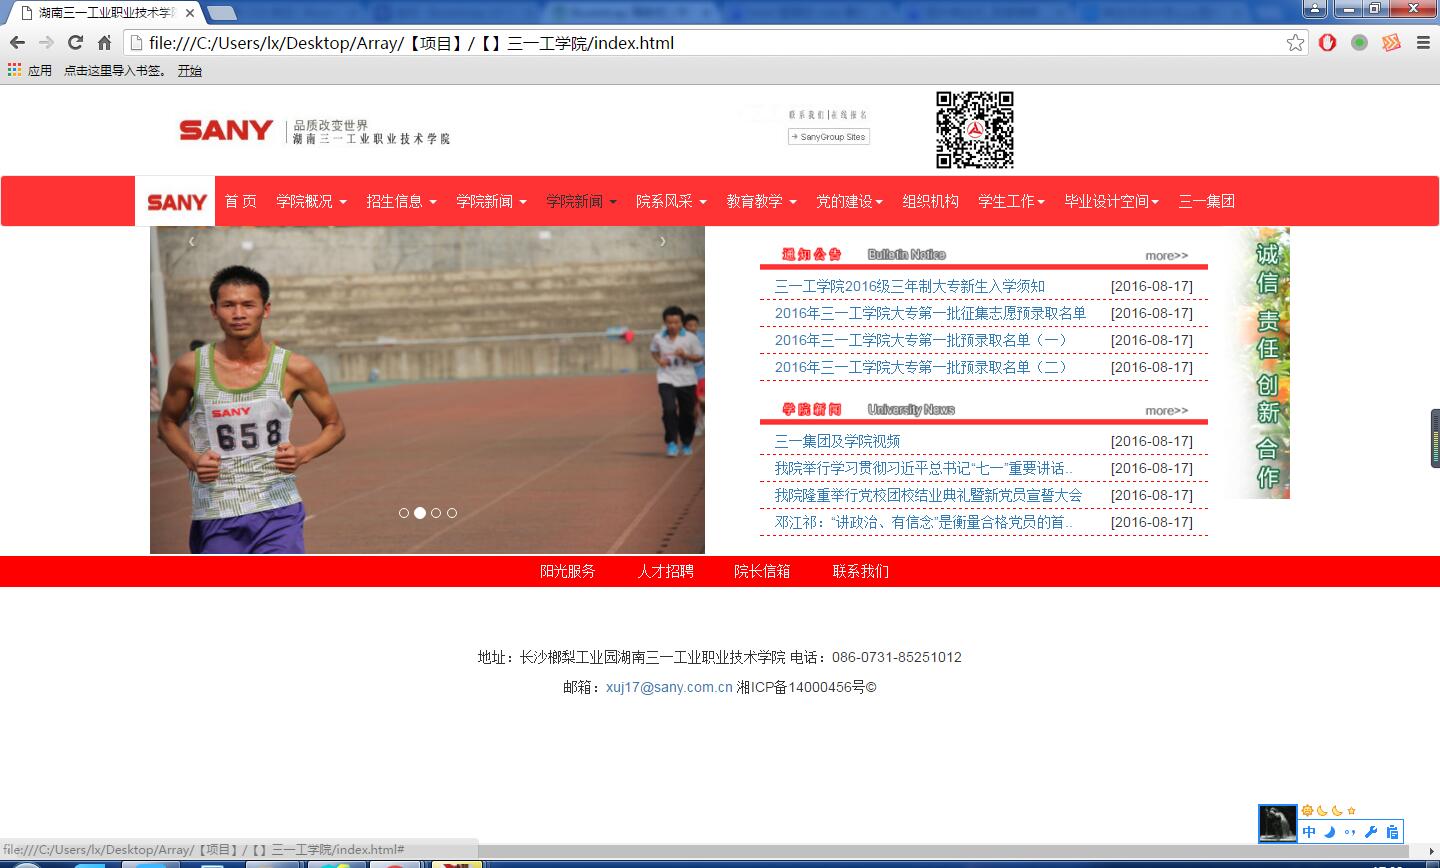 湖南三一工业职业技术学
file:///C:/Users/lx/Desktop/Array/【项目】/【】三一工学院/index.html
应用 点击这里导入书签。 开始
SANY 品质改变世界
湖南三一工业职业技术学院
联系我们|在线报名
SanyGroup Sites
SANY 首 页 学院概况 招生信息 学院新闻 学院新闻 院系风采 教育教学 党的建设 组织机构 学生工作 毕业设计空间 三一集团
SANY
658
通知公告 Bulletin Notice more>>
三一工学院2016级三年制大专新生入学须知 [2016-08-17]
2016年三一工学院大专第一批征集志愿预录取名单 [2016-08-17]
2016年三一工学院大专第一批预录取名单（一） [2016-08-17]
2016年三一工学院大专第一批预录取名单（二） [2016-08-17]
学院新闻 University News more>>
三一集团及学院视频 [2016-08-17]
我院举行学习贯彻习近平总书记“七一”重要讲话.. [2016-08-17]
我院隆重举行党校团校结业典礼暨新党员宣誓大会 [2016-08-17]
邓江祁：“讲政治、有信念”是衡量合格党员的首.. [2016-08-17]
诚信 责任 创新 合作
阳光服务 人才招聘 院长信箱 联系我们
地址：长沙榔梨工业园湖南三一工业职业技术学院 电话：086-0731-85251012
邮箱：xuj17@sany.com.cn 湘ICP备14000456号©
中
file:///C:/Users/lx/Desktop/Array/【项目】/【】三一工学院/index.html#